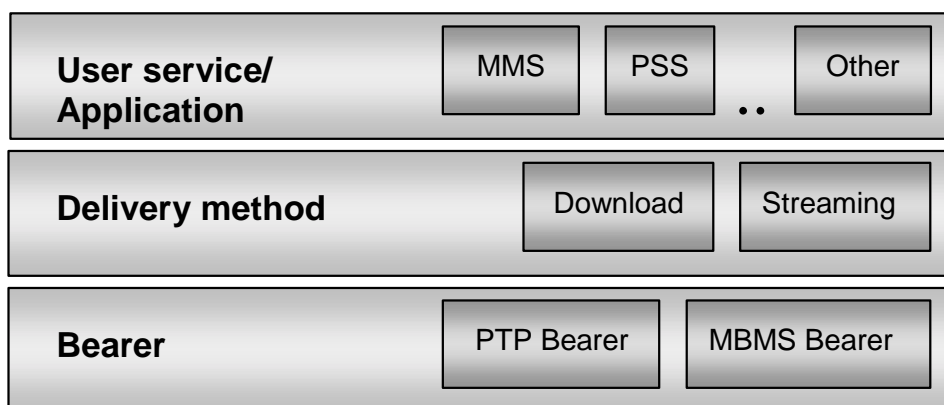 User service/
Application
MMS
PSS
..
Other
Delivery method
Download
Streaming
Bearer
PTP Bearer
MBMS Bearer